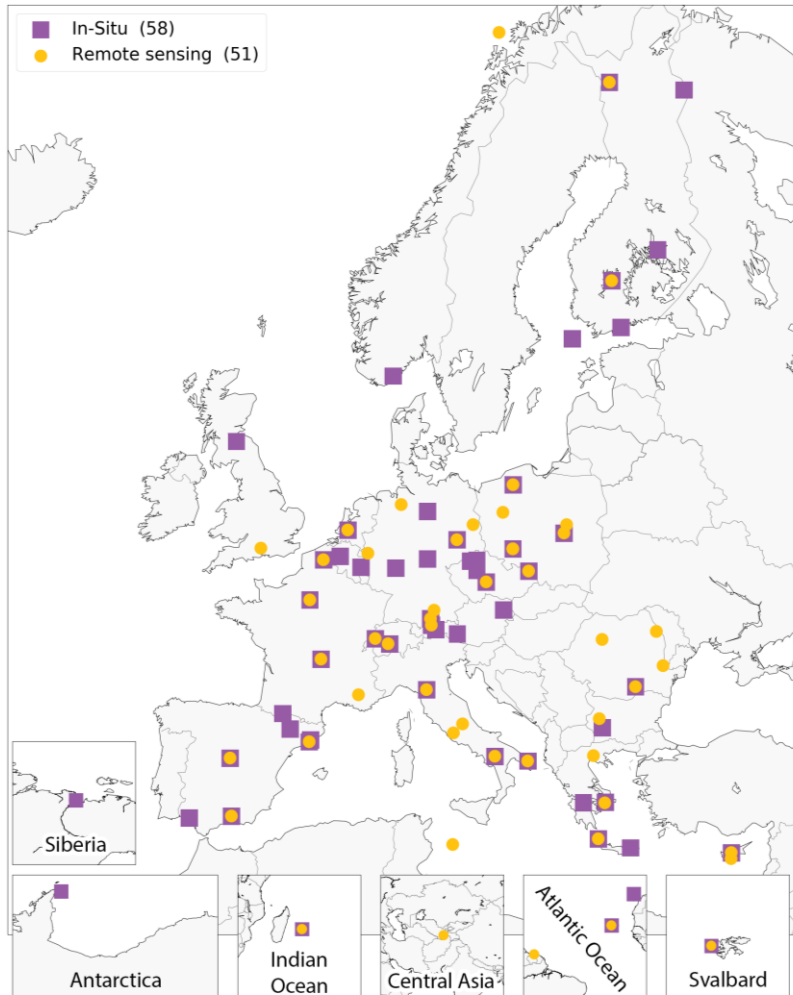 In-Situ (58)
Remote sensing (51)
Siberia
Antarctica
Indian
Ocean
Central Asia
Atlantic Ocean
Svalbard